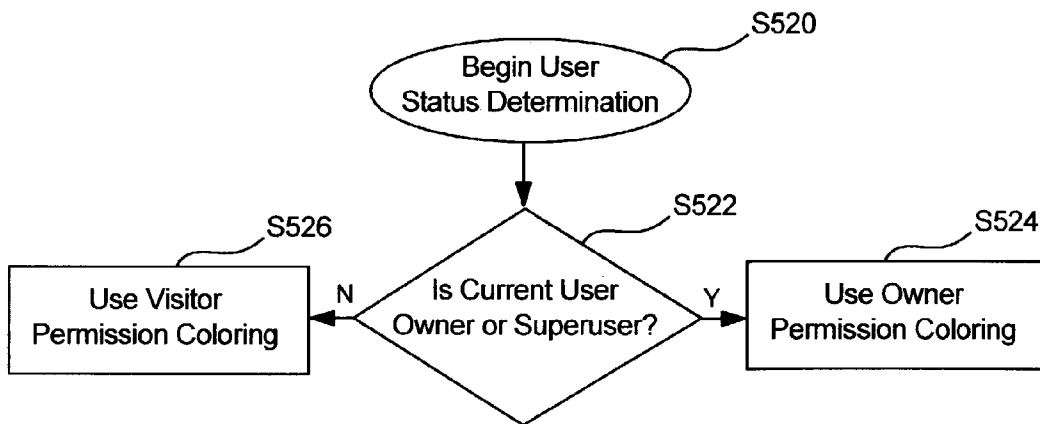 S520
Begin User
Status Determination
S522
Is Current User
Owner or Superuser?
N
Y
S526
Use Visitor
Permission Coloring
S524
Use Owner
Permission Coloring